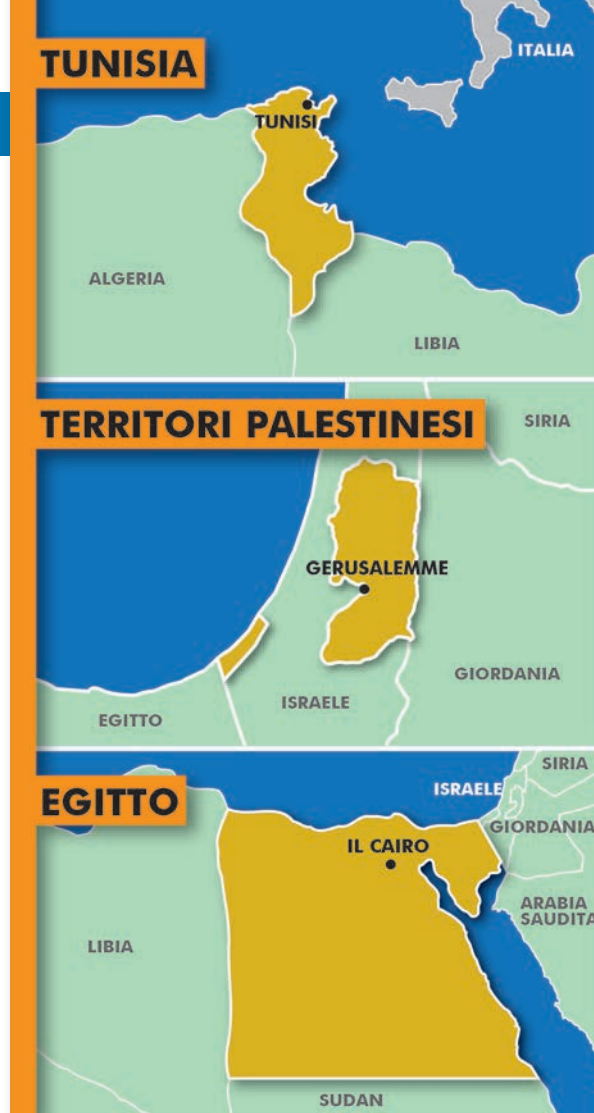 ITALIA
TUNISIA
TUNISI
ALGERIA
LIBIA
TERRITORI PALESTINESI
SIRIA
GERUSALEMME
GIORDANIA
ISRAELE
EGITTO
SIRIA
ISRAELE
EGITTO
GIORDANIA
IL CAIRO
ARABIA
SAUDITA
LIBIA
SUDAN